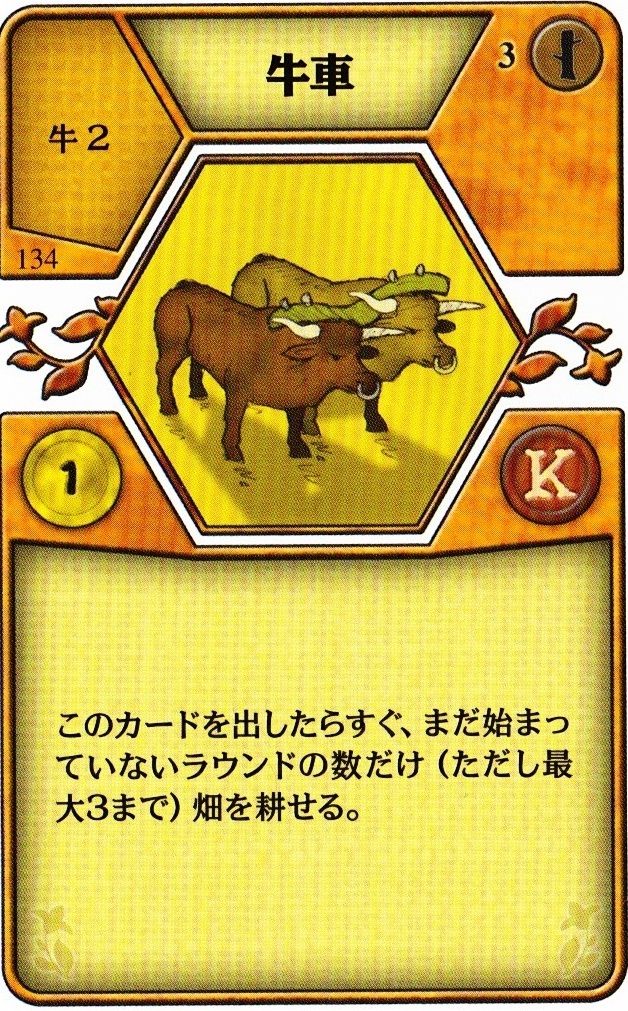 牛車
3
牛2
134
1
K
このカードを出したらすぐ、まだ始まっ
ていないラウンドの数だけ（ただし最
大3まで）畑を耕せる。